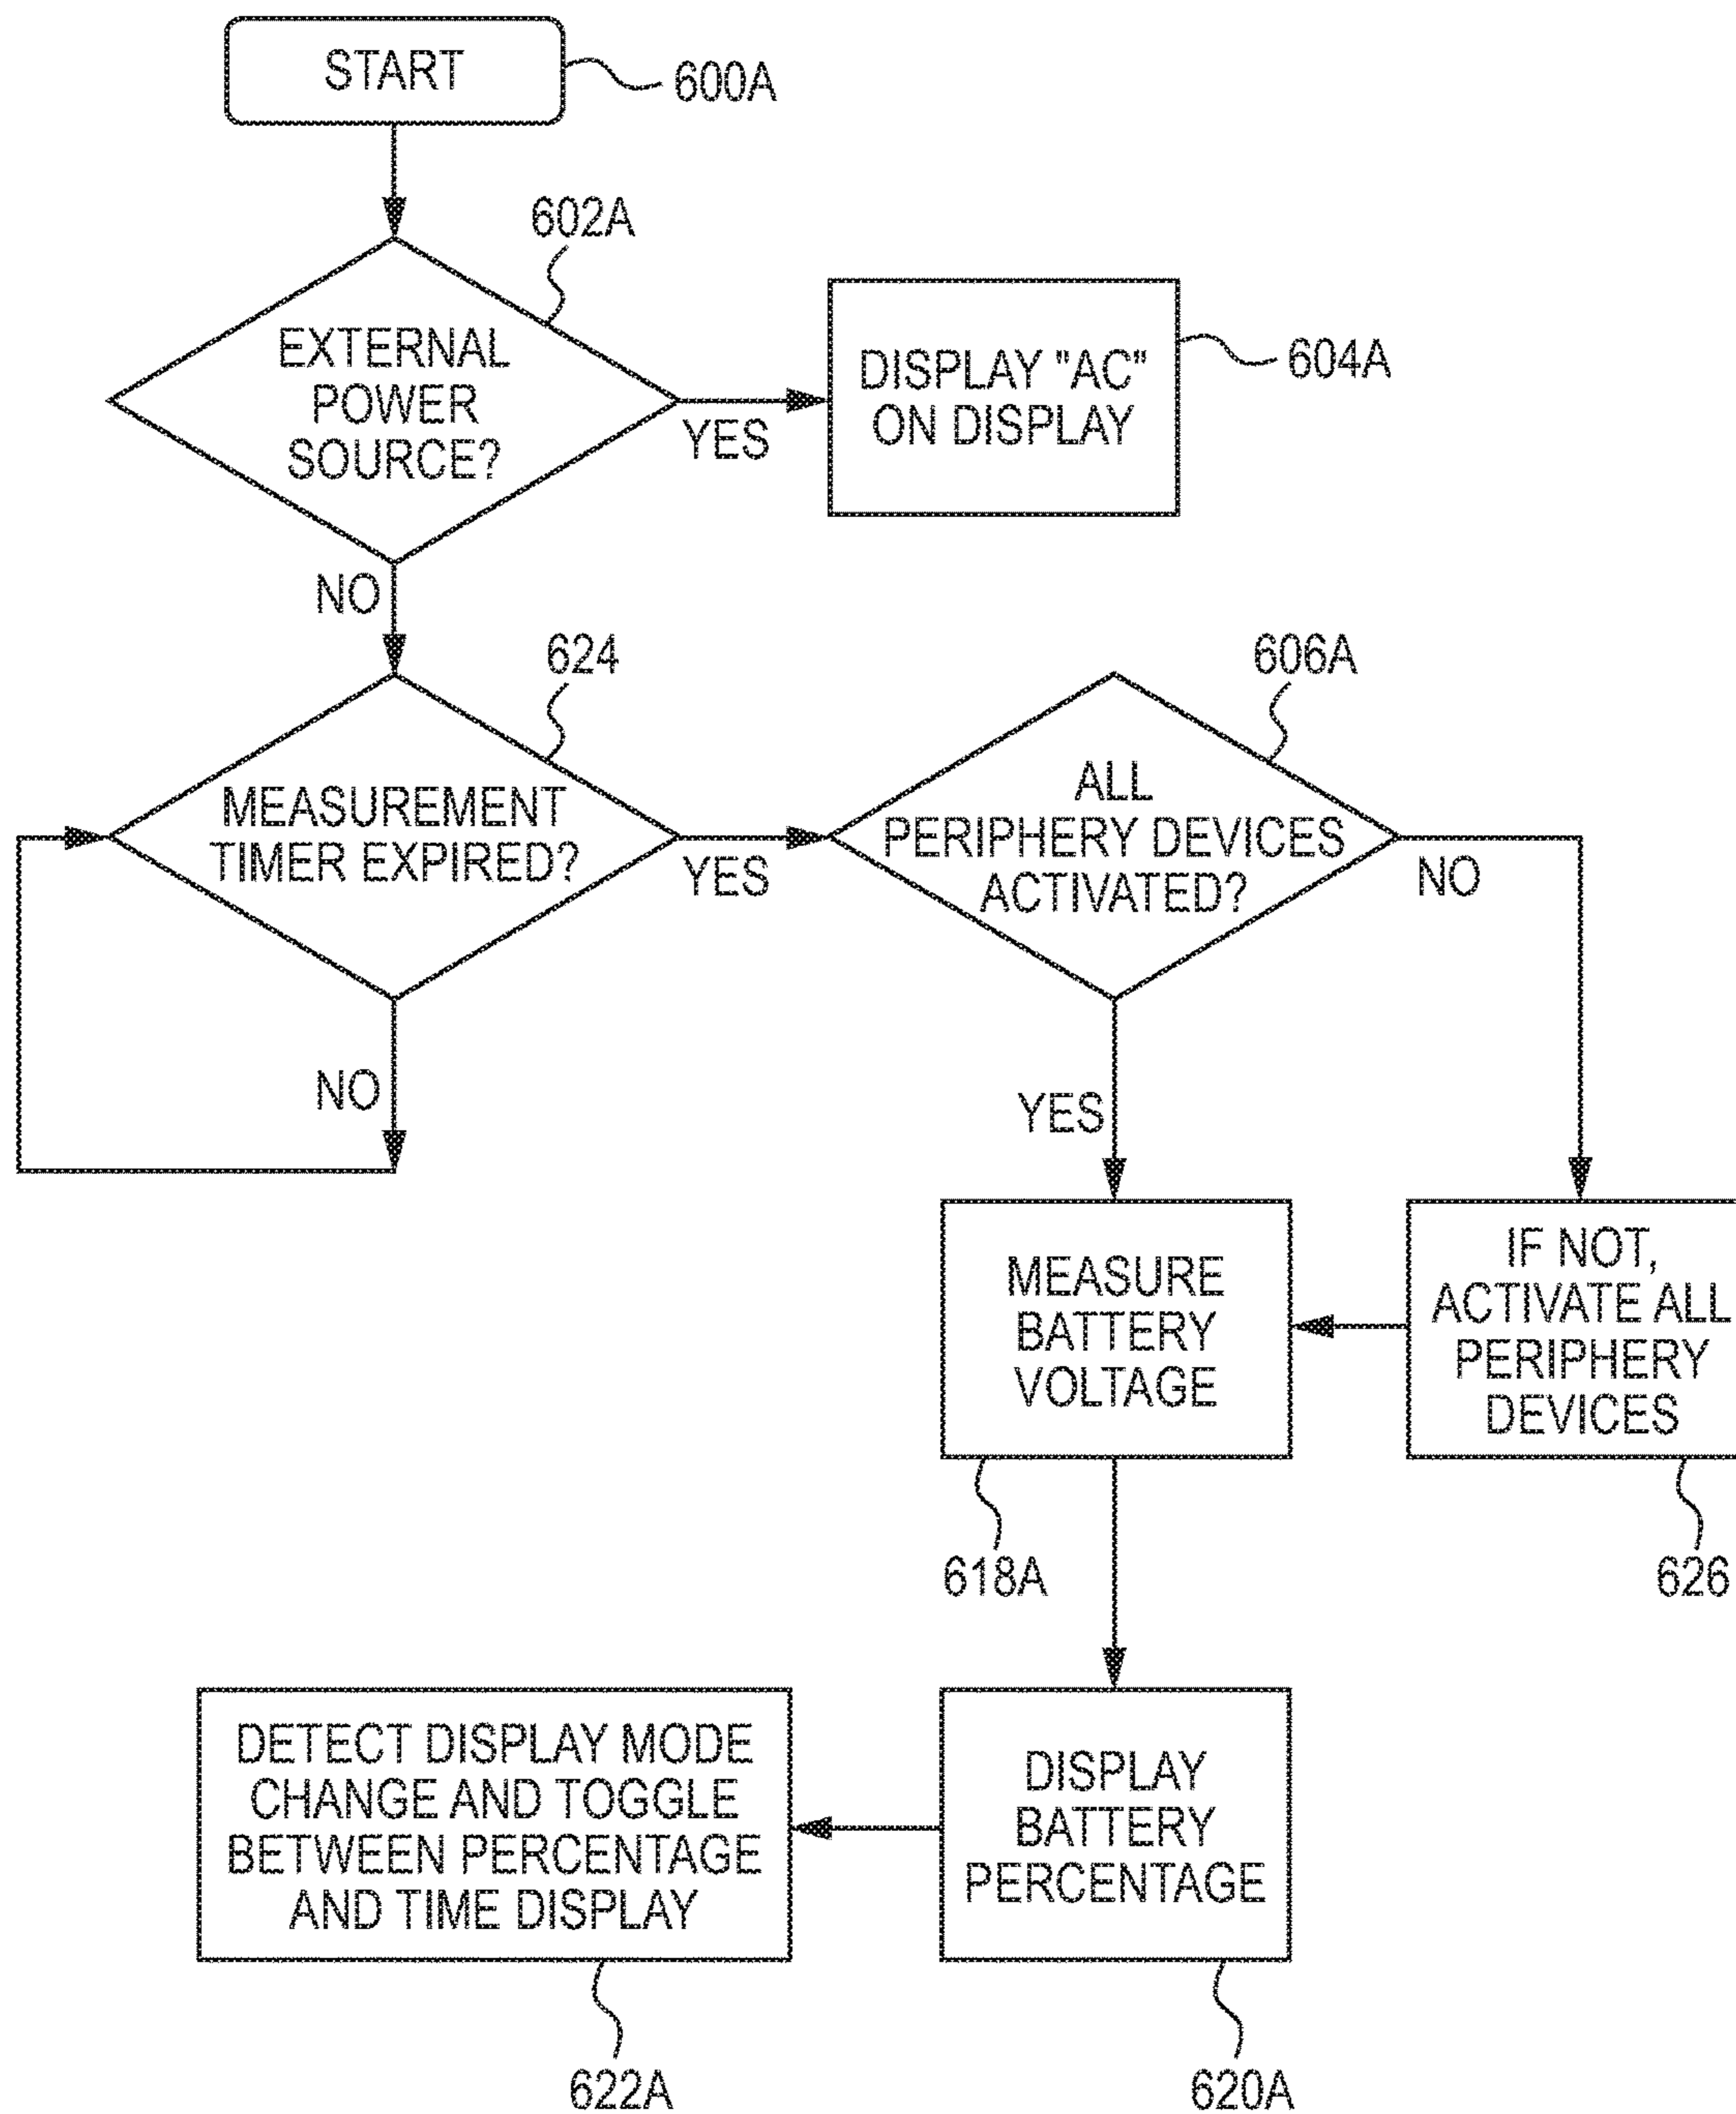 START
600A
602A
EXTERNAL
POWER
SOURCE?
YES
DISPLAY "AC"
ON DISPLAY
604A
NO
624
MEASUREMENT
TIMER EXPIRED?
YES
NO
606A
ALL
PERIPHERY DEVICES
ACTIVATED?
NO
YES
MEASURE
BATTERY
VOLTAGE
618A
IF NOT,
ACTIVATE ALL
PERIPHERY
DEVICES
626
DETECT DISPLAY MODE
CHANGE AND TOGGLE
BETWEEN PERCENTAGE
AND TIME DISPLAY
622A
DISPLAY
BATTERY
PERCENTAGE
620A